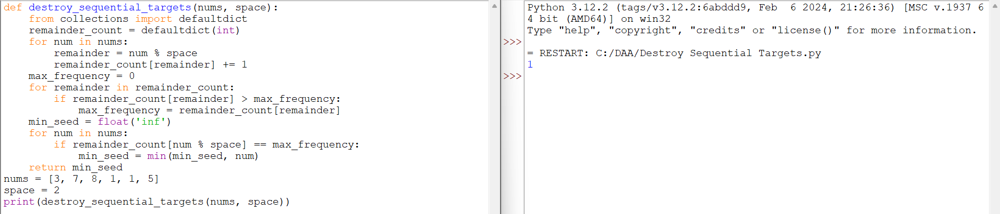 def destroy_sequential_targets(nums, space):
    from collections import defaultdict
    remainder_count = defaultdict(int)
    for num in nums:
        remainder = num % space
        remainder_count[remainder] += 1
    max_frequency = 0
    for remainder in remainder_count:
        if remainder_count[remainder] > max_frequency:
            max_frequency = remainder_count[remainder]
    min_seed = float('inf')
    for num in nums:
        if remainder_count[num % space] == max_frequency:
            min_seed = min(min_seed, num)
    return min_seed
nums = [3, 7, 8, 1, 1, 5]
space = 2
print(destroy_sequential_targets(nums, space))
Python 3.12.2 (tags/v3.12.2:6abddd9, Feb  6 2024, 21:26:36) [MSC v.1937 6
4 bit (AMD64)] on win32
Type "help", "copyright", "credits" or "license()" for more information.
>>>
= RESTART: C:/DAA/Destroy Sequential Targets.py
1
>>>